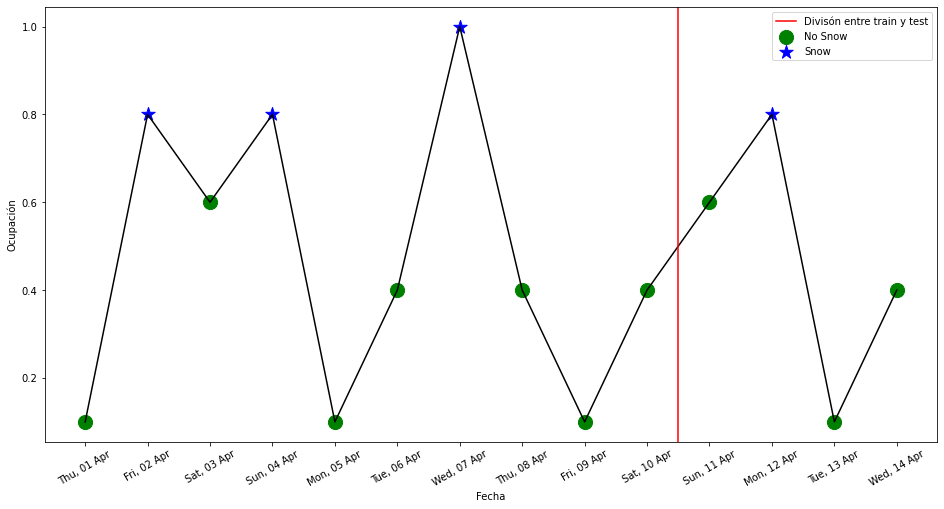 Divisón entre train y test
No Snow
Snow
1.0
0.8
0.6
0.4
0.2
Ocupación
Thu, 01 Apr
Fri, 02 Apr
Sat, 03 Apr
Sun, 04 Apr
Mon, 05 Apr
Tue, 06 Apr
Wed, 07 Apr
Thu, 08 Apr
Fri, 09 Apr
Sat, 10 Apr
Sun, 11 Apr
Mon, 12 Apr
Tue, 13 Apr
Wed, 14 Apr
Fecha